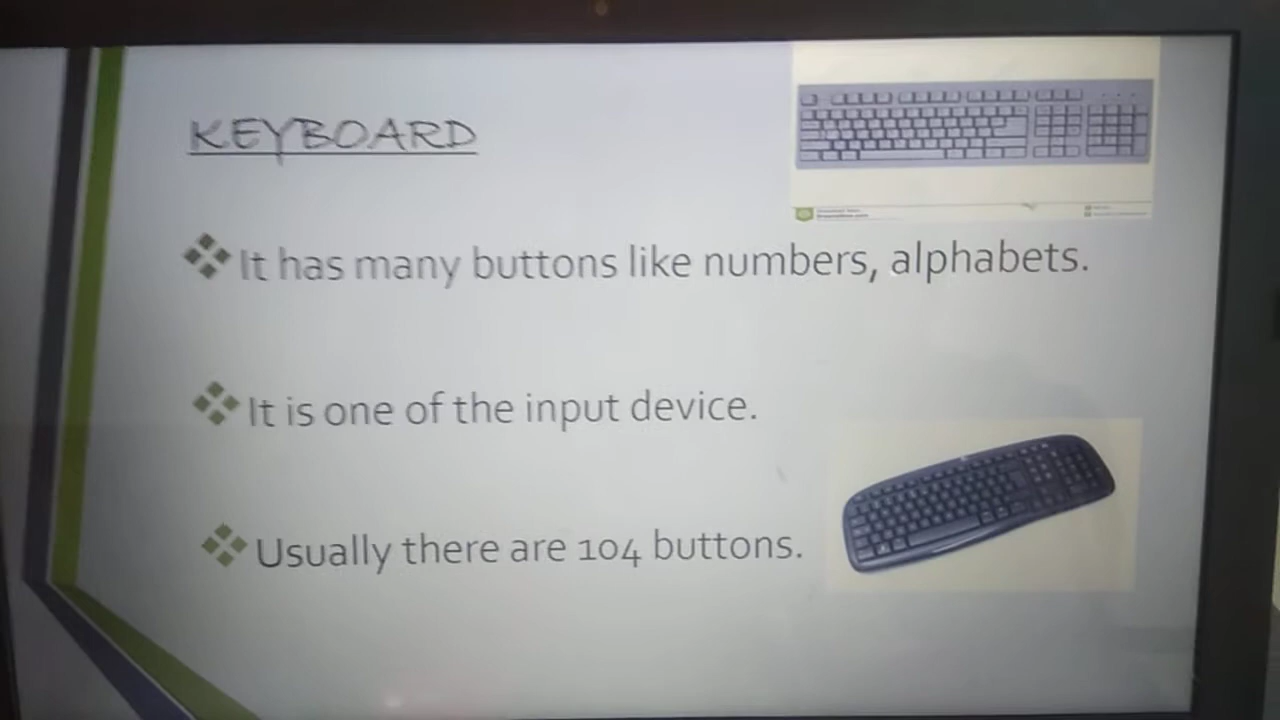 KEYBOARD
It has many buttons like numbers, alphabets.
It is one of the input device.
Usually there are 104 buttons.